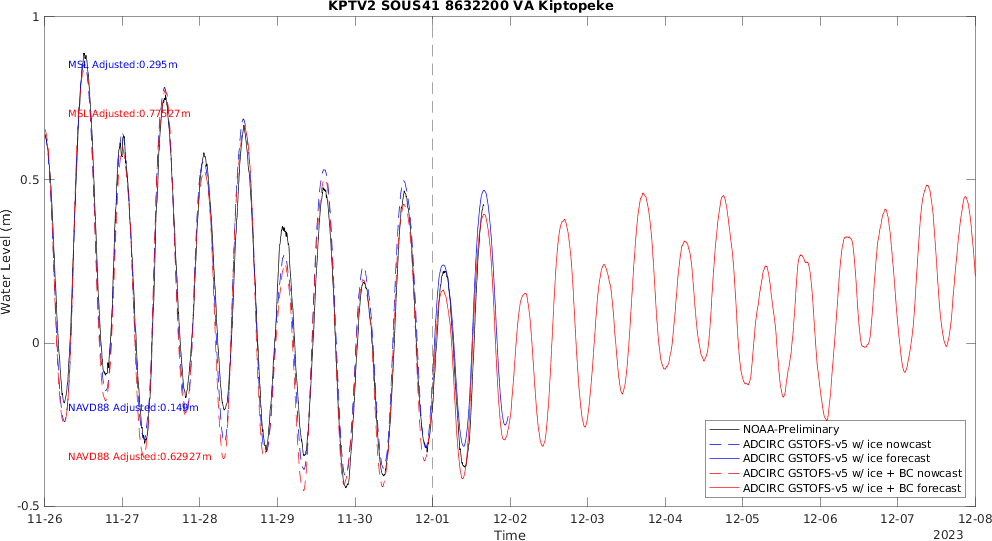 KPTV2 SOUS41 8632200 VA Kiptopeke
1
0.5
0
-0.5
Water Level (m)
MSL Adjusted:0.295m
MSL Adjusted:0.77527m
NAVD88 Adjusted:0.149m
NAVD88 Adjusted:0.62927m
NOAA-Preliminary
ADCIRC GSTOFS-v5 w/ ice nowcast
ADCIRC GSTOFS-v5 w/ ice forecast
ADCIRC GSTOFS-v5 w/ ice + BC nowcast
ADCIRC GSTOFS-v5 w/ ice + BC forecast
11-26 11-27 11-28 11-29 11-30 12-01 12-02 12-03 12-04 12-05 12-06 12-07 12-08
Time
2023